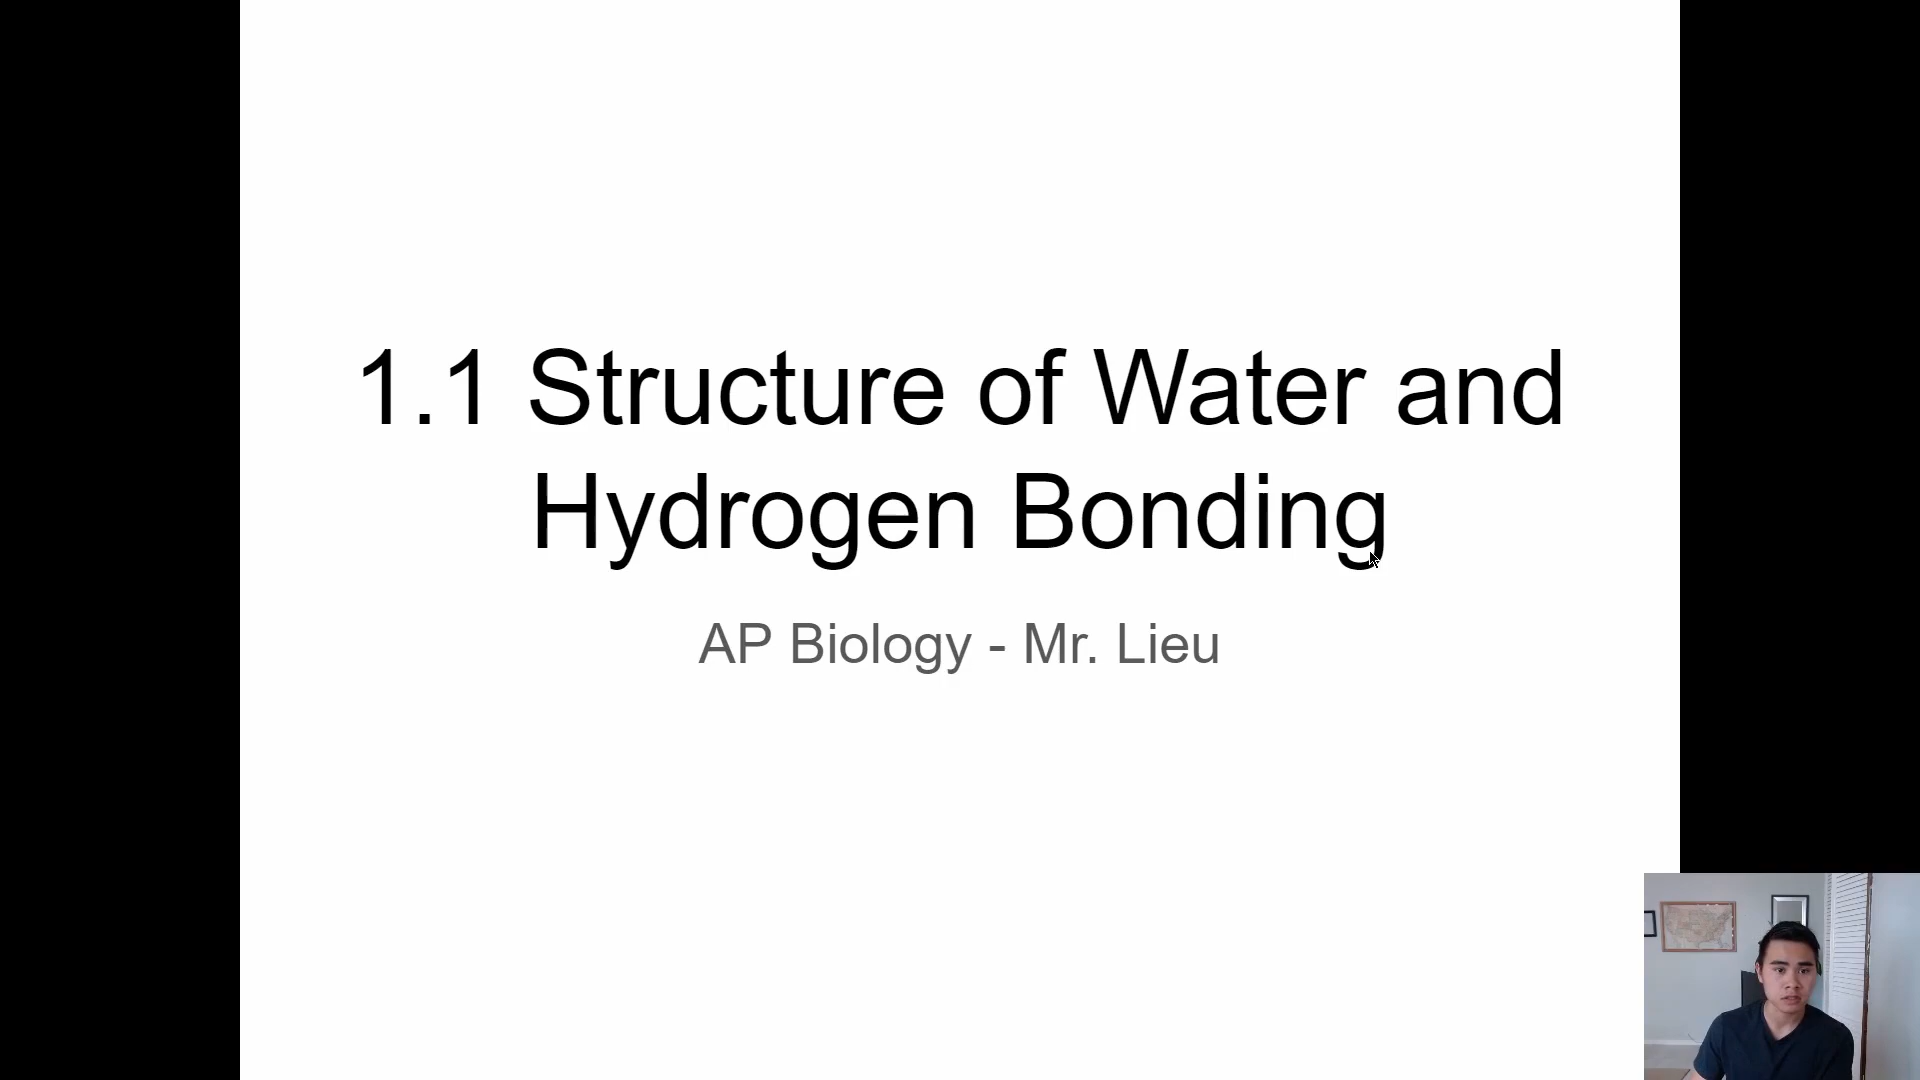 1.1 Structure of Water and
Hydrogen Bonding
AP Biology - Mr. Lieu